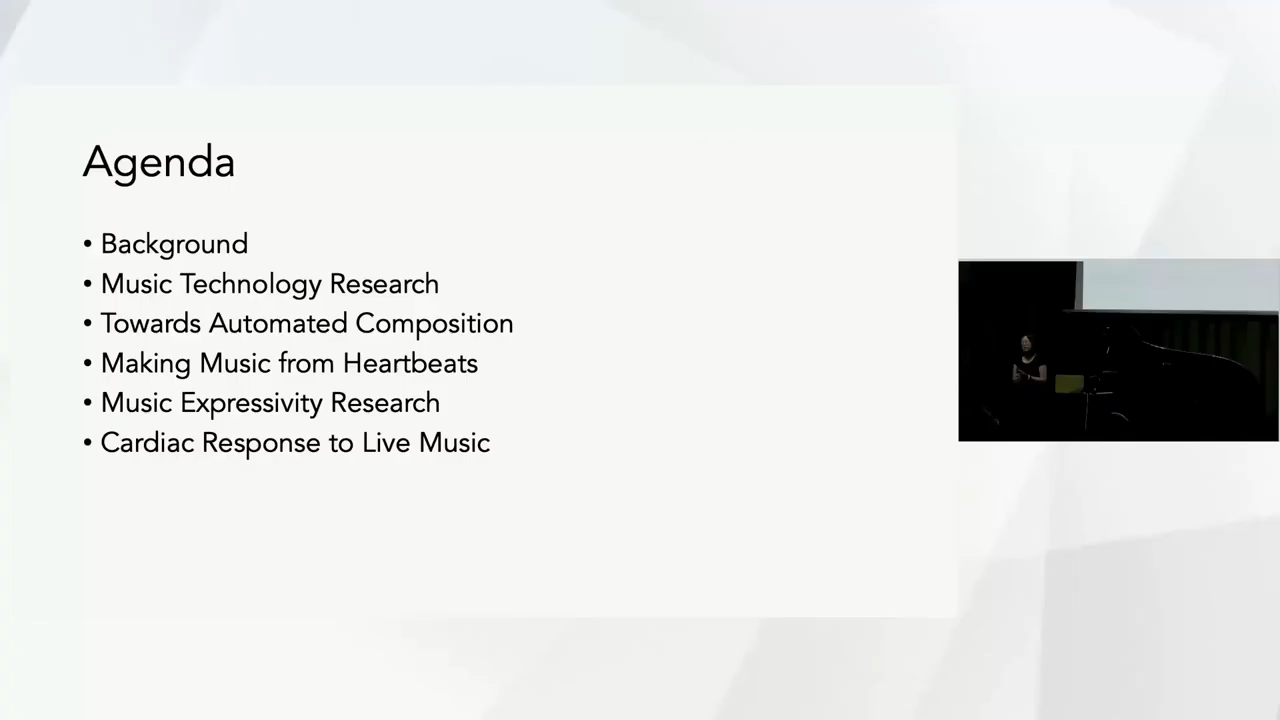 Agenda
• Background
• Music Technology Research
• Towards Automated Composition
• Making Music from Heartbeats
• Music Expressivity Research
• Cardiac Response to Live Music